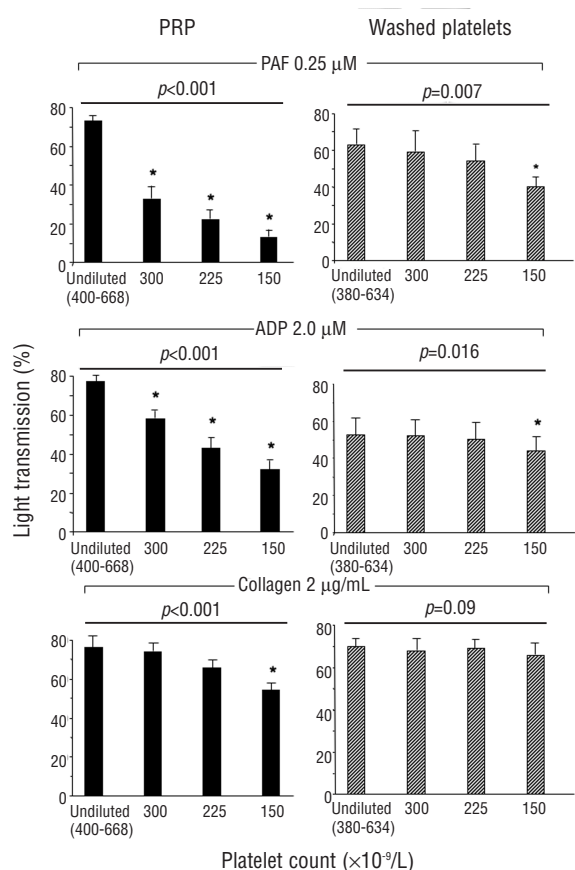 PRP Washed platelets
PAF 0.25 μM
p<0.001 p=0.007
80 80
60 60
* * * *
40 40
20 20
0 0
Undiluted 300 225 150 Undiluted 300 225 150
(400-668) (380-634)
ADP 2.0 μM
p<0.001 p=0.016
80 80
* * * *
60 60
40 40
20 20
0 0
Undiluted 300 225 150 Undiluted 300 225 150
(400-668) (380-634)
Collagen 2 μg/mL
p<0.001 p=0.09
80 80
*
60 60
40 40
20 20
0 0
Undiluted 300 225 150 Undiluted 300 225 150
(400-668) (380-634)
Light transmission (%)
Platelet count (×10⁻⁹/L)